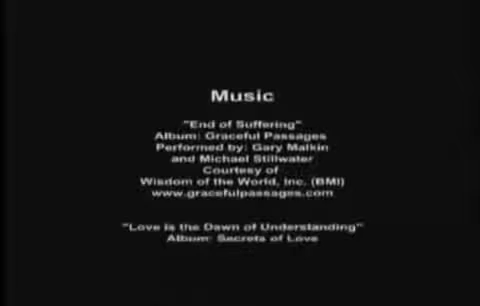 Music
"End of Suffering"
Album: Graceful Passages
Performed by: Gary Malkin
and Michael Stillwater
Courtesy of
Wisdom of the World, Inc. (BMI)
www.gracefulpassages.com
"Love is the Dawn of Understanding"
Album: Secrets of Love